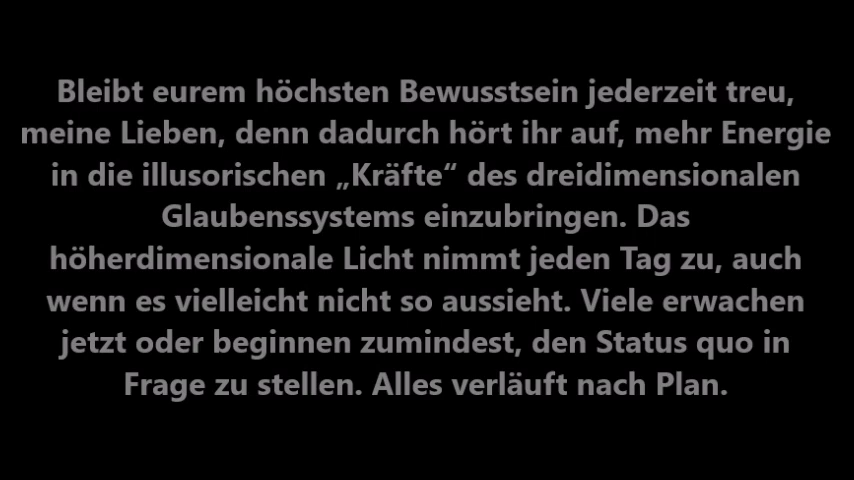 Bleibt eurem höchsten Bewusstsein jederzeit treu,
meine Lieben, denn dadurch hört ihr auf, mehr Energie
in die illusorischen „Kräfte“ des dreidimensionalen
Glaubenssystems einzubringen. Das
höherdimensionale Licht nimmt jeden Tag zu, auch
wenn es vielleicht nicht so aussieht. Viele erwachen
jetzt oder beginnen zumindest, den Status quo in
Frage zu stellen. Alles verläuft nach Plan.